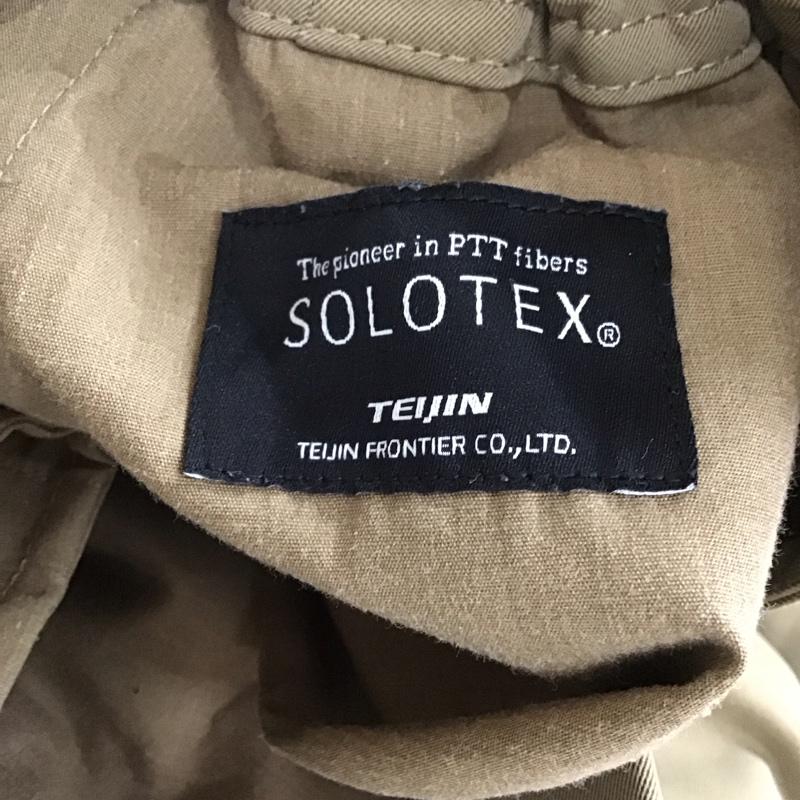 The pioneer in PTT fibers
SOLOTEX®
TEIJIN
TEIJIN FRONTIER CO.,LTD.